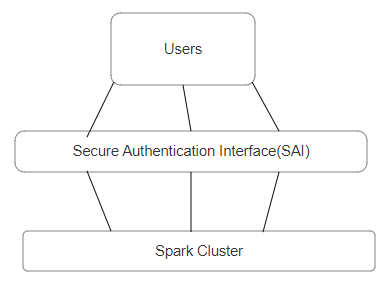 Users
Secure Authentication Interface(SAI)
Spark Cluster